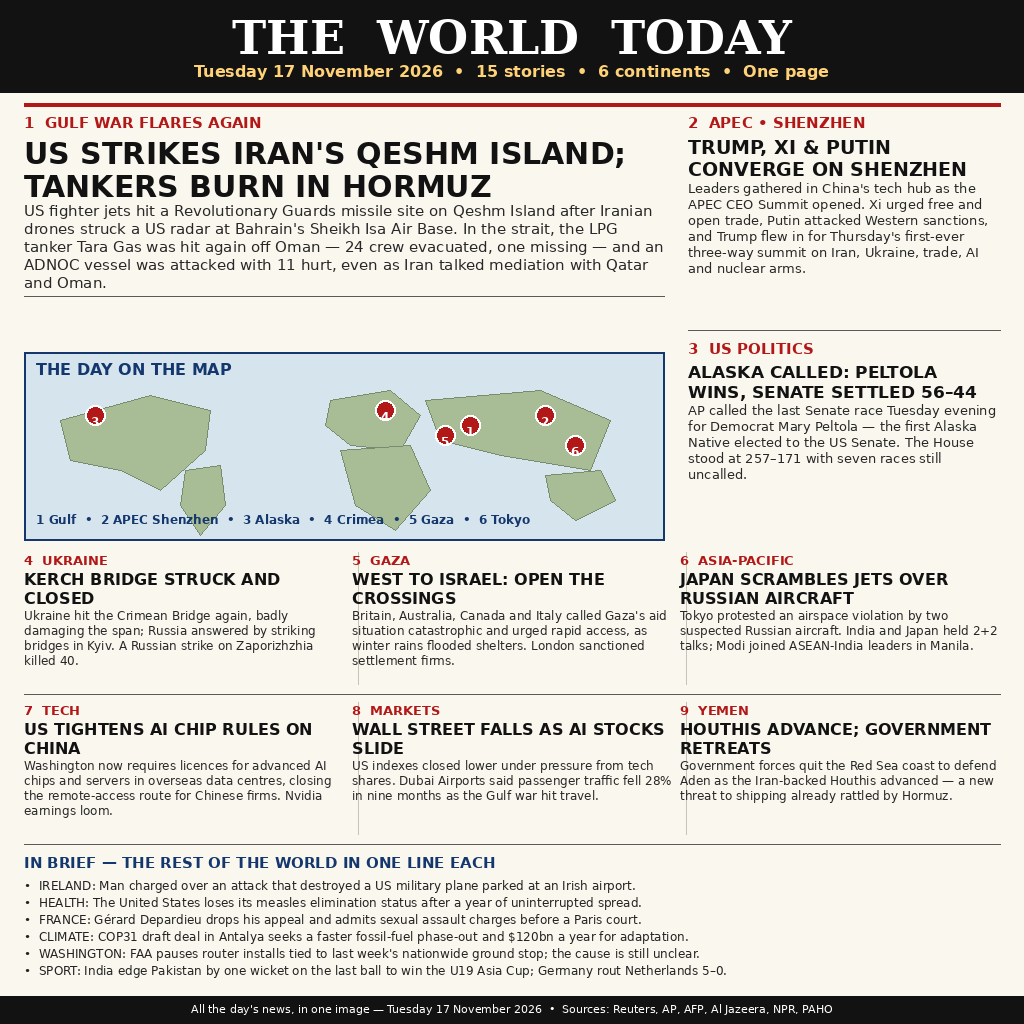 THE WORLD TODAY
Tuesday 17 November 2026 • 15 stories • 6 continents • One page
1 GULF WAR FLARES AGAIN
US STRIKES IRAN'S QESHM ISLAND;
TANKERS BURN IN HORMUZ
US fighter jets hit a Revolutionary Guards missile site on Qeshm Island after Iranian
drones struck a US radar at Bahrain's Sheikh Isa Air Base. In the strait, the LPG
tanker Tara Gas was hit again off Oman — 24 crew evacuated, one missing — and an
ADNOC vessel was attacked with 11 hurt, even as Iran talked mediation with Qatar
and Oman.
2 APEC • SHENZHEN
TRUMP, XI & PUTIN
CONVERGE ON SHENZHEN
Leaders gathered in China's tech hub as the
APEC CEO Summit opened. Xi urged free and
open trade, Putin attacked Western sanctions,
and Trump flew in for Thursday's first-ever
three-way summit on Iran, Ukraine, trade, AI
and nuclear arms.
THE DAY ON THE MAP
3
4
5
1
2
6
1 Gulf • 2 APEC Shenzhen • 3 Alaska • 4 Crimea • 5 Gaza • 6 Tokyo
3 US POLITICS
ALASKA CALLED: PELTOLA
WINS, SENATE SETTLED 56–44
AP called the last Senate race Tuesday evening
for Democrat Mary Peltola — the first Alaska
Native elected to the US Senate. The House
stood at 257–171 with seven races still
uncalled.
4 UKRAINE
KERCH BRIDGE STRUCK AND
CLOSED
Ukraine hit the Crimean Bridge again, badly
damaging the span; Russia answered by striking
bridges in Kyiv. A Russian strike on Zaporizhzhia
killed 40.
5 GAZA
WEST TO ISRAEL: OPEN THE
CROSSINGS
Britain, Australia, Canada and Italy called Gaza's aid
situation catastrophic and urged rapid access, as
winter rains flooded shelters. London sanctioned
settlement firms.
6 ASIA-PACIFIC
JAPAN SCRAMBLES JETS OVER
RUSSIAN AIRCRAFT
Tokyo protested an airspace violation by two
suspected Russian aircraft. India and Japan held 2+2
talks; Modi joined ASEAN-India leaders in Manila.
7 TECH
US TIGHTENS AI CHIP RULES ON
CHINA
Washington now requires licences for advanced AI
chips and servers in overseas data centres, closing
the remote-access route for Chinese firms. Nvidia
earnings loom.
8 MARKETS
WALL STREET FALLS AS AI STOCKS
SLIDE
US indexes closed lower under pressure from tech
shares. Dubai Airports said passenger traffic fell 28%
in nine months as the Gulf war hit travel.
9 YEMEN
HOUTHIS ADVANCE; GOVERNMENT
RETREATS
Government forces quit the Red Sea coast to defend
Aden as the Iran-backed Houthis advanced — a new
threat to shipping already rattled by Hormuz.
IN BRIEF — THE REST OF THE WORLD IN ONE LINE EACH
• IRELAND: Man charged over an attack that destroyed a US military plane parked at an Irish airport.
• HEALTH: The United States loses its measles elimination status after a year of uninterrupted spread.
• FRANCE: Gérard Depardieu drops his appeal and admits sexual assault charges before a Paris court.
• CLIMATE: COP31 draft deal in Antalya seeks a faster fossil-fuel phase-out and $120bn a year for adaptation.
• WASHINGTON: FAA pauses router installs tied to last week's nationwide ground stop; the cause is still unclear.
• SPORT: India edge Pakistan by one wicket on the last ball to win the U19 Asia Cup; Germany rout Netherlands 5–0.
All the day's news, in one image — Tuesday 17 November 2026 • Sources: Reuters, AP, AFP, Al Jazeera, NPR, PAHO